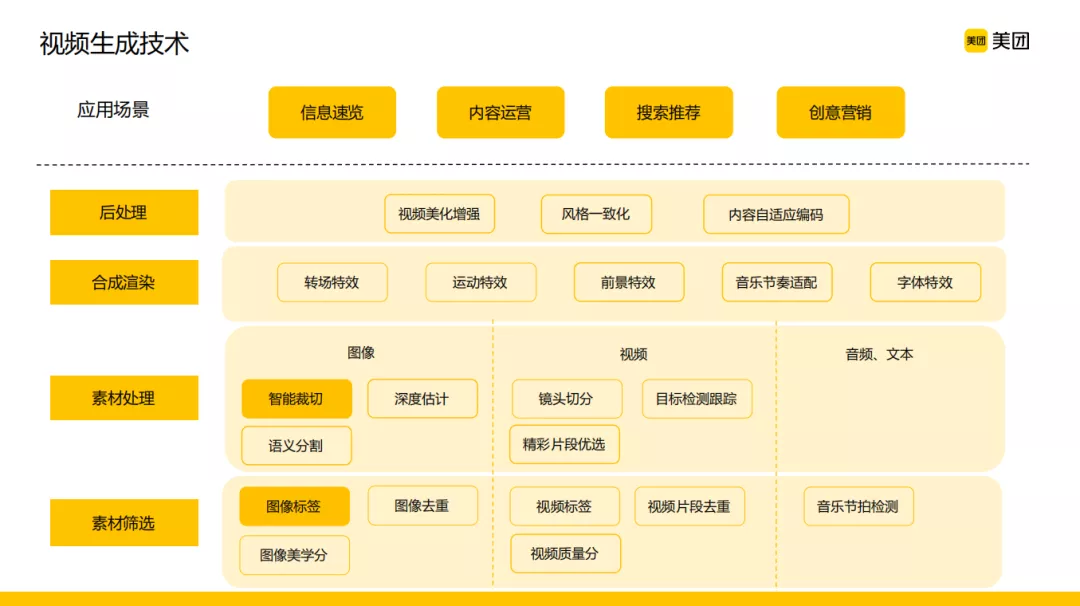 视频生成技术
美团 美团
应用场景
信息速览
内容运营
搜索推荐
创意营销
后处理
视频美化增强
风格一致化
内容自适应编码
合成渲染
转场特效
运动特效
前景特效
音乐节奏适配
字体特效
素材处理
图像
视频
音频、文本
智能裁切
深度估计
镜头切分
目标检测跟踪
语义分割
精彩片段优选
素材筛选
图像标签
图像去重
视频标签
视频片段去重
音乐节拍检测
图像美学分
视频质量分